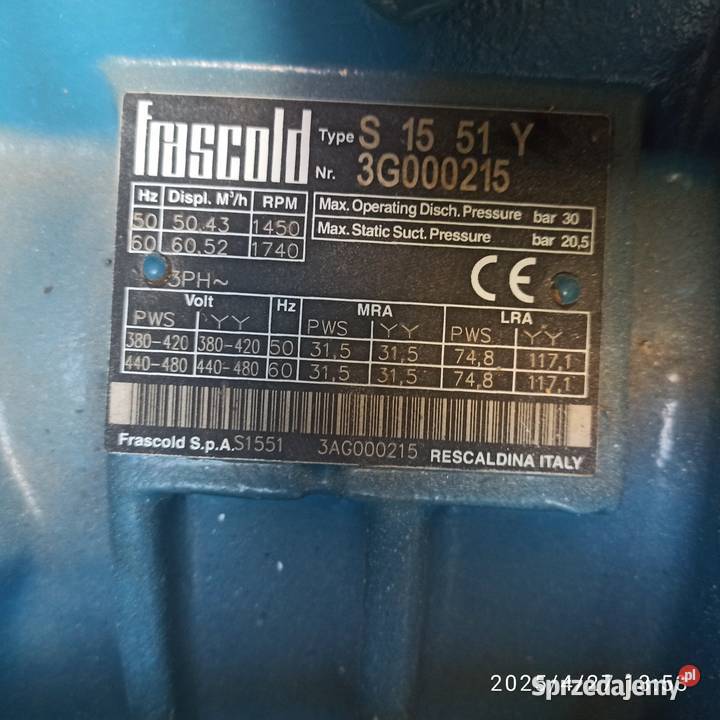 frascold Type S 15 51 Y
Nr. 3G000215
Hz Displ. M³/h RPM
50 50.43 1450
60 60.52 1740
Max. Operating Disch. Pressure bar 30
Max. Static Suct. Pressure bar 20,5
3PH~
CE
Volt Hz MRA LRA
PWS YY PWS YY PWS YY
380-420 380-420 50 31,5 31,5 74,8 117,1
440-480 440-480 60 31,5 31,5 74,8 117,1
Frascold S.p.A. S1551 3AG000215 RESCALDINA ITALY
Sprzedajemy .pl